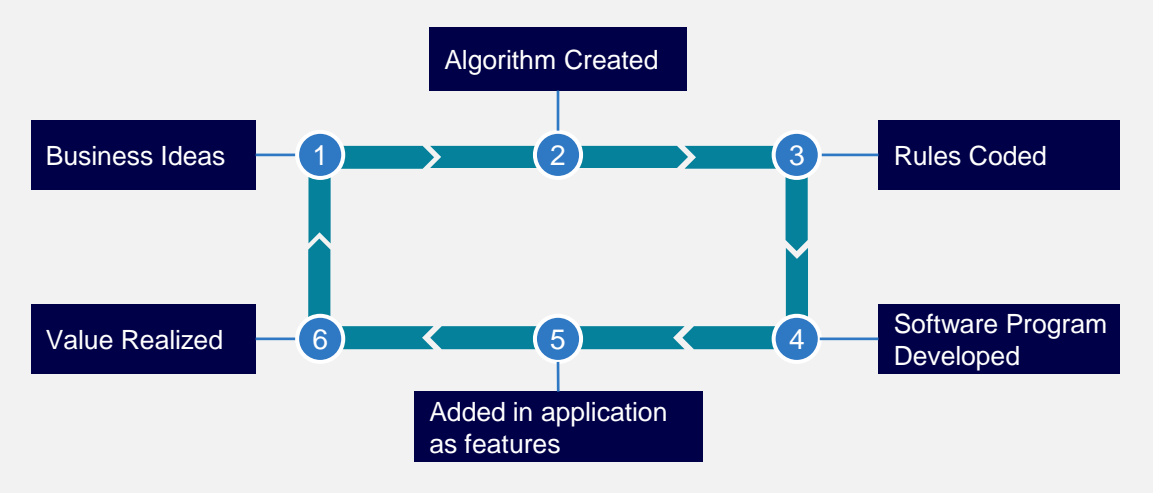 Algorithm Created
Business Ideas
1
2
3
Rules Coded
Value Realized
6
5
4
Software Program
Developed
Added in application
as features